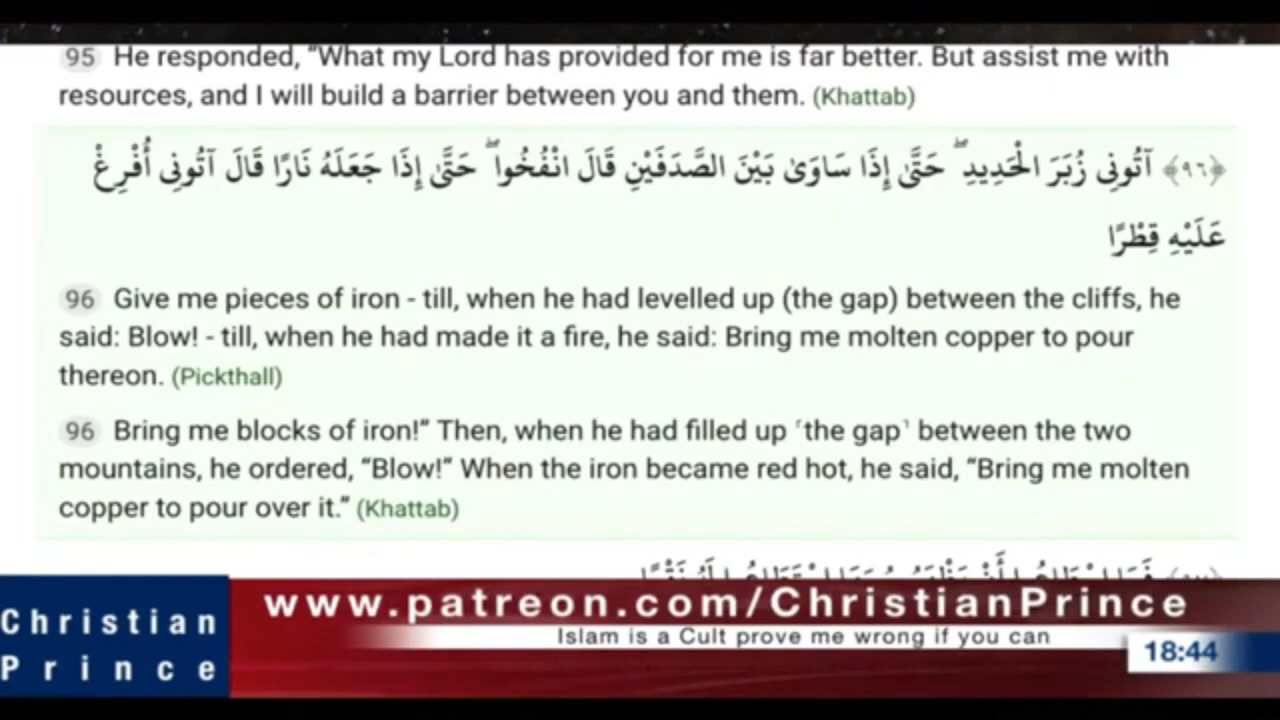 95 He responded, “What my Lord has provided for me is far better. But assist me with
resources, and I will build a barrier between you and them. (Khattab)
﴿٩٦﴾ آتُونِي زُبَرَ الْحَدِيدِ ۖ حَتَّىٰ إِذَا سَاوَىٰ بَيْنَ الصَّدَفَيْنِ قَالَ انْفُخُوا ۖ حَتَّىٰ إِذَا جَعَلَهُ نَارًا قَالَ آتُونِي أُفْرِغْ
عَلَيْهِ قِطْرًا
96 Give me pieces of iron - till, when he had levelled up (the gap) between the cliffs, he
said: Blow! - till, when he had made it a fire, he said: Bring me molten copper to pour
thereon. (Pickthall)
96 Bring me blocks of iron!” Then, when he had filled up ˹the gap˺ between the two
mountains, he ordered, “Blow!” When the iron became red hot, he said, “Bring me molten
copper to pour over it.” (Khattab)
www.patreon.com/ChristianPrince
Islam is a Cult prove me wrong if you can
Christian
Prince
18:44